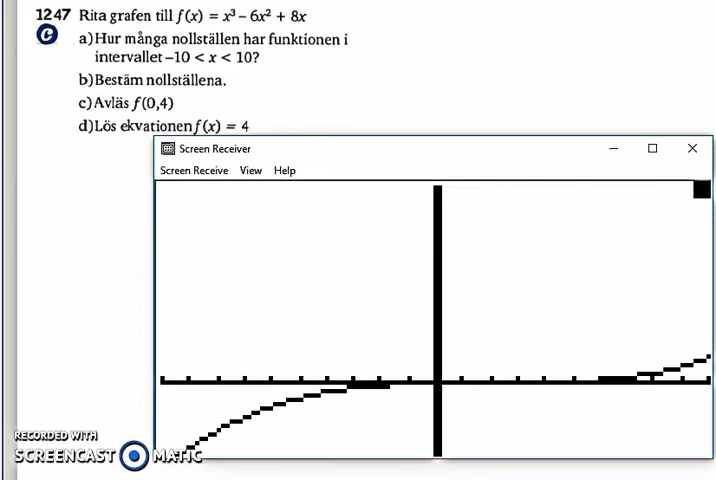 1247 Rita grafen till f(x) = x³ – 6x² + 8x
C a) Hur många nollställen har funktionen i
intervallet –10 < x < 10?
b) Bestäm nollställena.
c) Avläs f(0,4)
d) Lös ekvationen f(x) = 4
Screen Receiver
Screen Receive View Help
RECORDED WITH
SCREENCAST MATIC